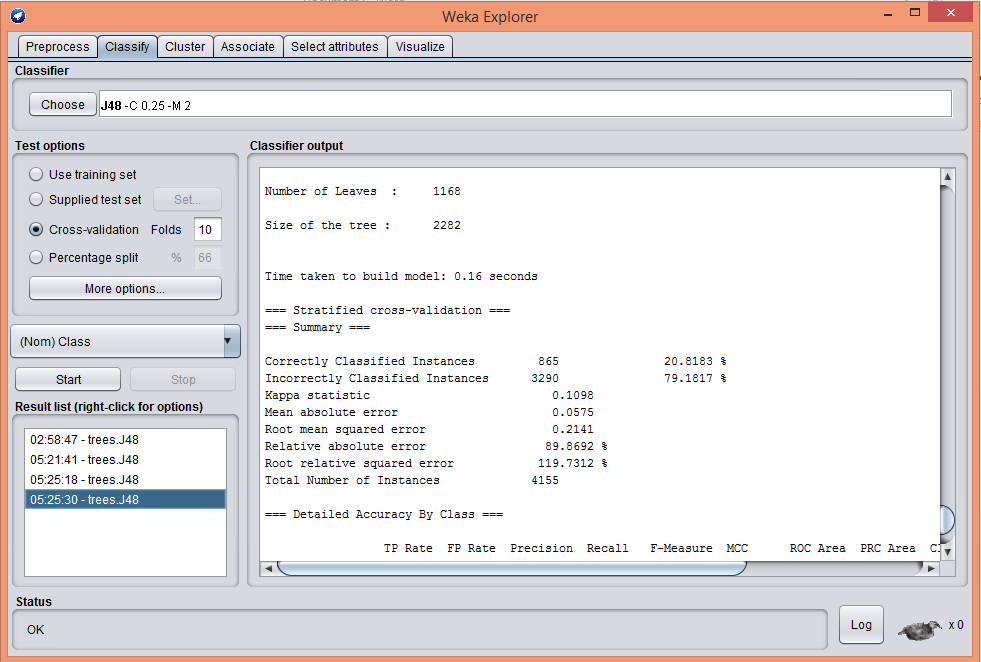 Weka Explorer
Preprocess Classify Cluster Associate Select attributes Visualize
Classifier
Choose J48 -C 0.25 -M 2
Test options
Use training set
Supplied test set Set...
Cross-validation Folds 10
Percentage split % 66
More options...
(Nom) Class
Start Stop
Result list (right-click for options)
02:58:47 - trees.J48
05:21:41 - trees.J48
05:25:18 - trees.J48
05:25:30 - trees.J48
Classifier output
Number of Leaves : 1168
Size of the tree : 2282
Time taken to build model: 0.16 seconds
=== Stratified cross-validation ===
=== Summary ===
Correctly Classified Instances 865 20.8183 %
Incorrectly Classified Instances 3290 79.1817 %
Kappa statistic 0.1098
Mean absolute error 0.0575
Root mean squared error 0.2141
Relative absolute error 89.8692 %
Root relative squared error 119.7312 %
Total Number of Instances 4155
=== Detailed Accuracy By Class ===
TP Rate FP Rate Precision Recall F-Measure MCC ROC Area PRC Area
Status
OK
Log x 0